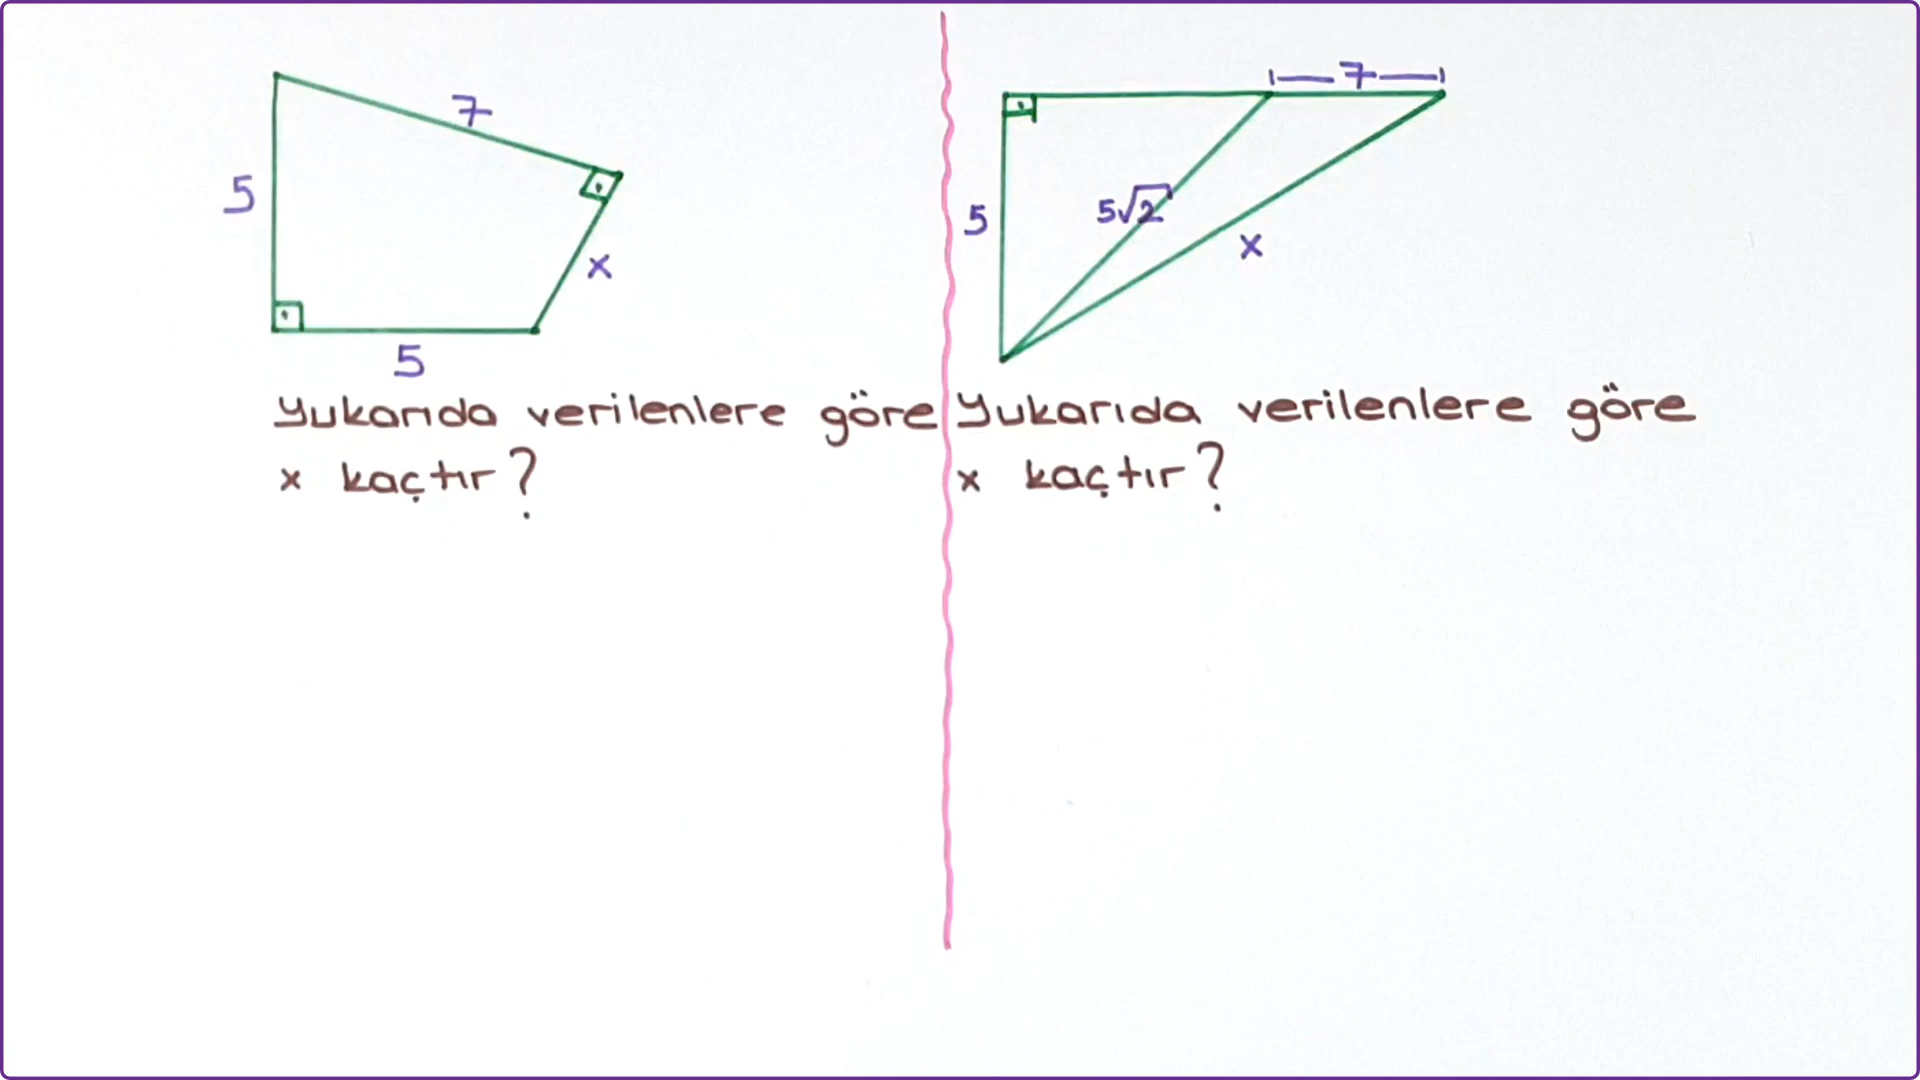 7
5
x
5
Yukarıda verilenlere göre
x kaçtır?
7
5
5√2
x
Yukarıda verilenlere göre
x kaçtır?